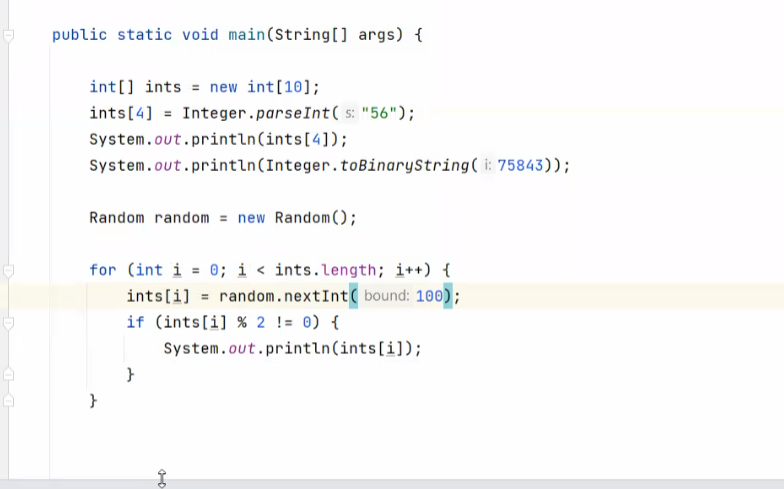 public static void main(String[] args) {
int[] ints = new int[10];
ints[4] = Integer.parseInt( s: "56");
System.out.println(ints[4]);
System.out.println(Integer.toBinaryString( i: 75843));
Random random = new Random();
for (int i = 0; i < ints.length; i++) {
ints[i] = random.nextInt( bound: 100);
if (ints[i] % 2 != 0) {
System.out.println(ints[i]);
}
}